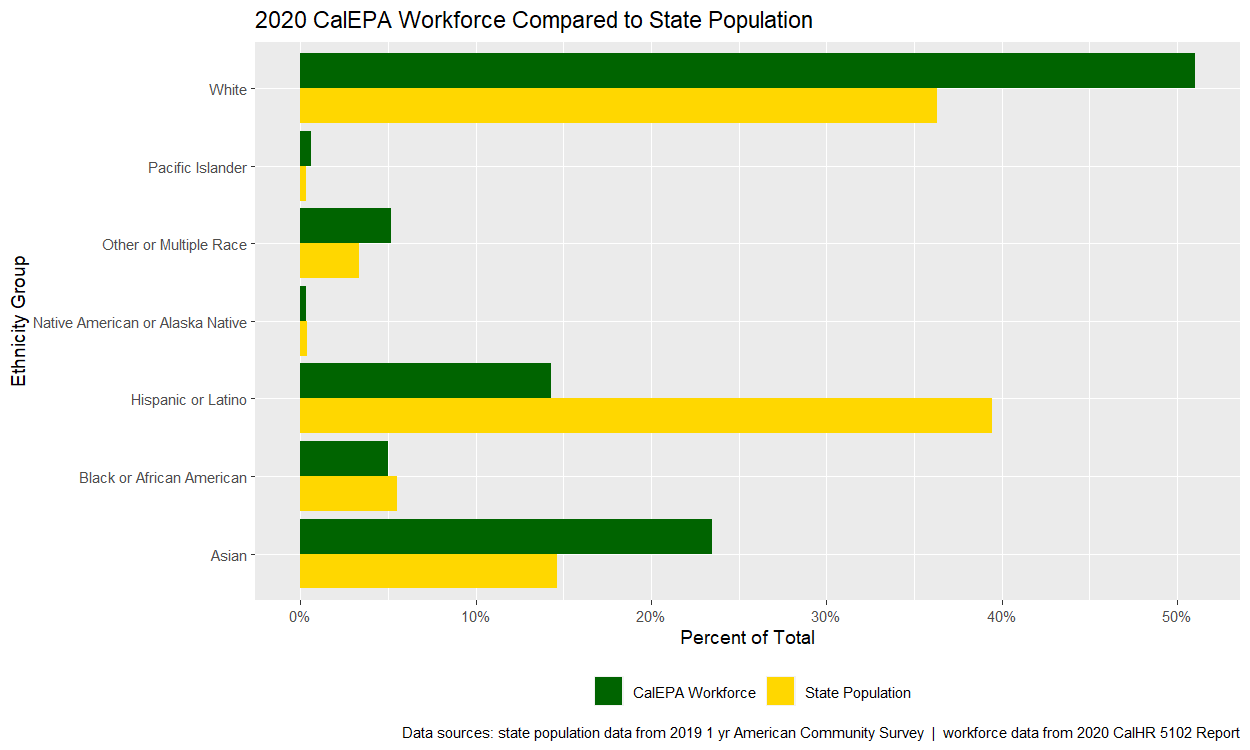 2020 CalEPA Workforce Compared to State Population
Ethnicity Group
White
Pacific Islander
Other or Multiple Race
Native American or Alaska Native
Hispanic or Latino
Black or African American
Asian
0% 10% 20% 30% 40% 50%
Percent of Total
CalEPA Workforce State Population
Data sources: state population data from 2019 1 yr American Community Survey | workforce data from 2020 CalHR 5102 Report